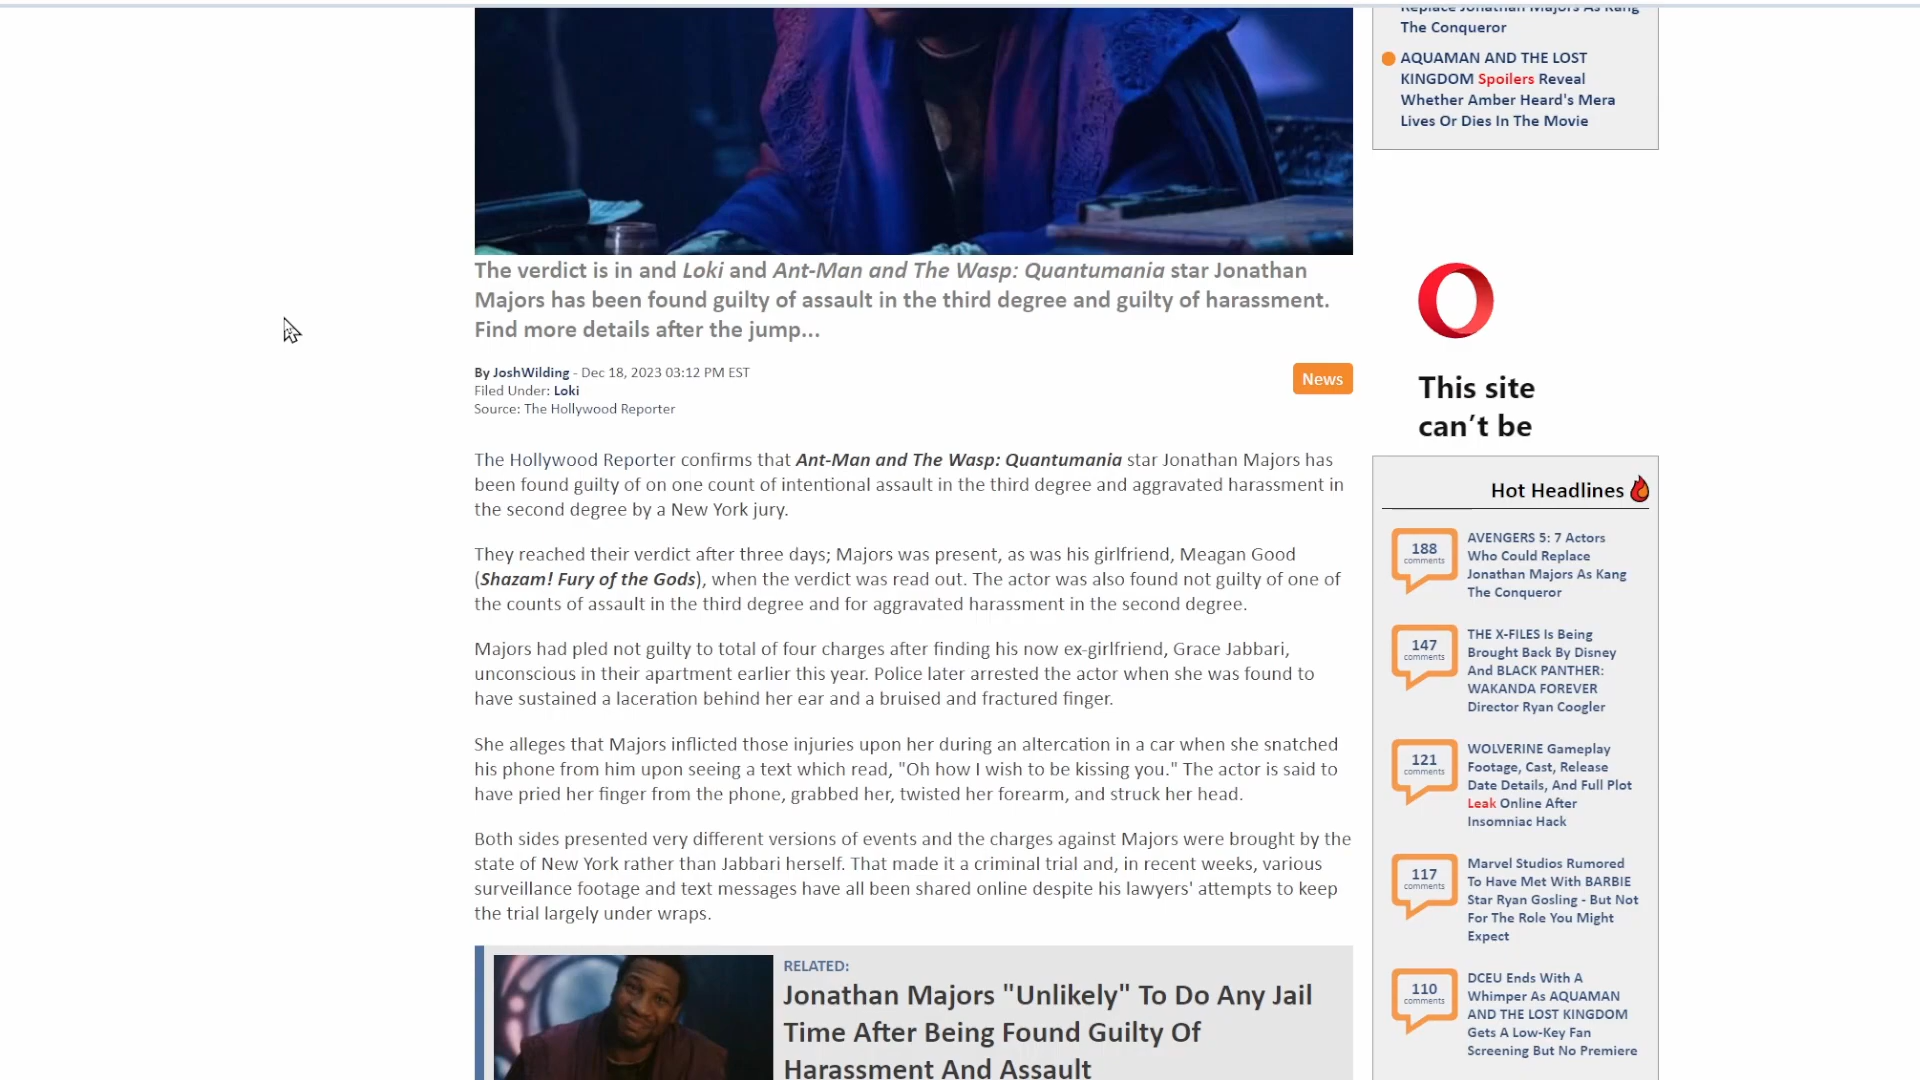 Replace Jonathan Majors As Kang
The Conqueror
AQUAMAN AND THE LOST
KINGDOM Spoilers Reveal
Whether Amber Heard's Mera
Lives Or Dies In The Movie
The verdict is in and Loki and Ant-Man and The Wasp: Quantumania star Jonathan
Majors has been found guilty of assault in the third degree and guilty of harassment.
Find more details after the jump...
By JoshWilding - Dec 18, 2023 03:12 PM EST
Filed Under: Loki
Source: The Hollywood Reporter
News
The Hollywood Reporter confirms that Ant-Man and The Wasp: Quantumania star Jonathan Majors has
been found guilty of on one count of intentional assault in the third degree and aggravated harassment in
the second degree by a New York jury.
They reached their verdict after three days; Majors was present, as was his girlfriend, Meagan Good
(Shazam! Fury of the Gods), when the verdict was read out. The actor was also found not guilty of one of
the counts of assault in the third degree and for aggravated harassment in the second degree.
Majors had pled not guilty to total of four charges after finding his now ex-girlfriend, Grace Jabbari,
unconscious in their apartment earlier this year. Police later arrested the actor when she was found to
have sustained a laceration behind her ear and a bruised and fractured finger.
She alleges that Majors inflicted those injuries upon her during an altercation in a car when she snatched
his phone from him upon seeing a text which read, "Oh how I wish to be kissing you." The actor is said to
have pried her finger from the phone, grabbed her, twisted her forearm, and struck her head.
Both sides presented very different versions of events and the charges against Majors were brought by the
state of New York rather than Jabbari herself. That made it a criminal trial and, in recent weeks, various
surveillance footage and text messages have all been shared online despite his lawyers' attempts to keep
the trial largely under wraps.
RELATED:
Jonathan Majors "Unlikely" To Do Any Jail
Time After Being Found Guilty Of
Harassment And Assault
This site
can't be
Hot Headlines
188
comments
AVENGERS 5: 7 Actors
Who Could Replace
Jonathan Majors As Kang
The Conqueror
147
comments
THE X-FILES Is Being
Brought Back By Disney
And BLACK PANTHER:
WAKANDA FOREVER
Director Ryan Coogler
121
comments
WOLVERINE Gameplay
Footage, Cast, Release
Date Details, And Full Plot
Leak Online After
Insomniac Hack
117
comments
Marvel Studios Rumored
To Have Met With BARBIE
Star Ryan Gosling - But Not
For The Role You Might
Expect
110
comments
DCEU Ends With A
Whimper As AQUAMAN
AND THE LOST KINGDOM
Gets A Low-Key Fan
Screening But No Premiere